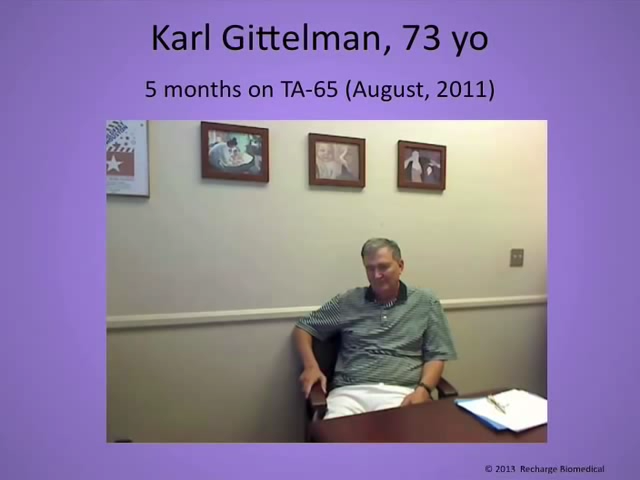 Karl Gittelman, 73 yo
5 months on TA-65 (August, 2011)
© 2013 Recharge Biomedical